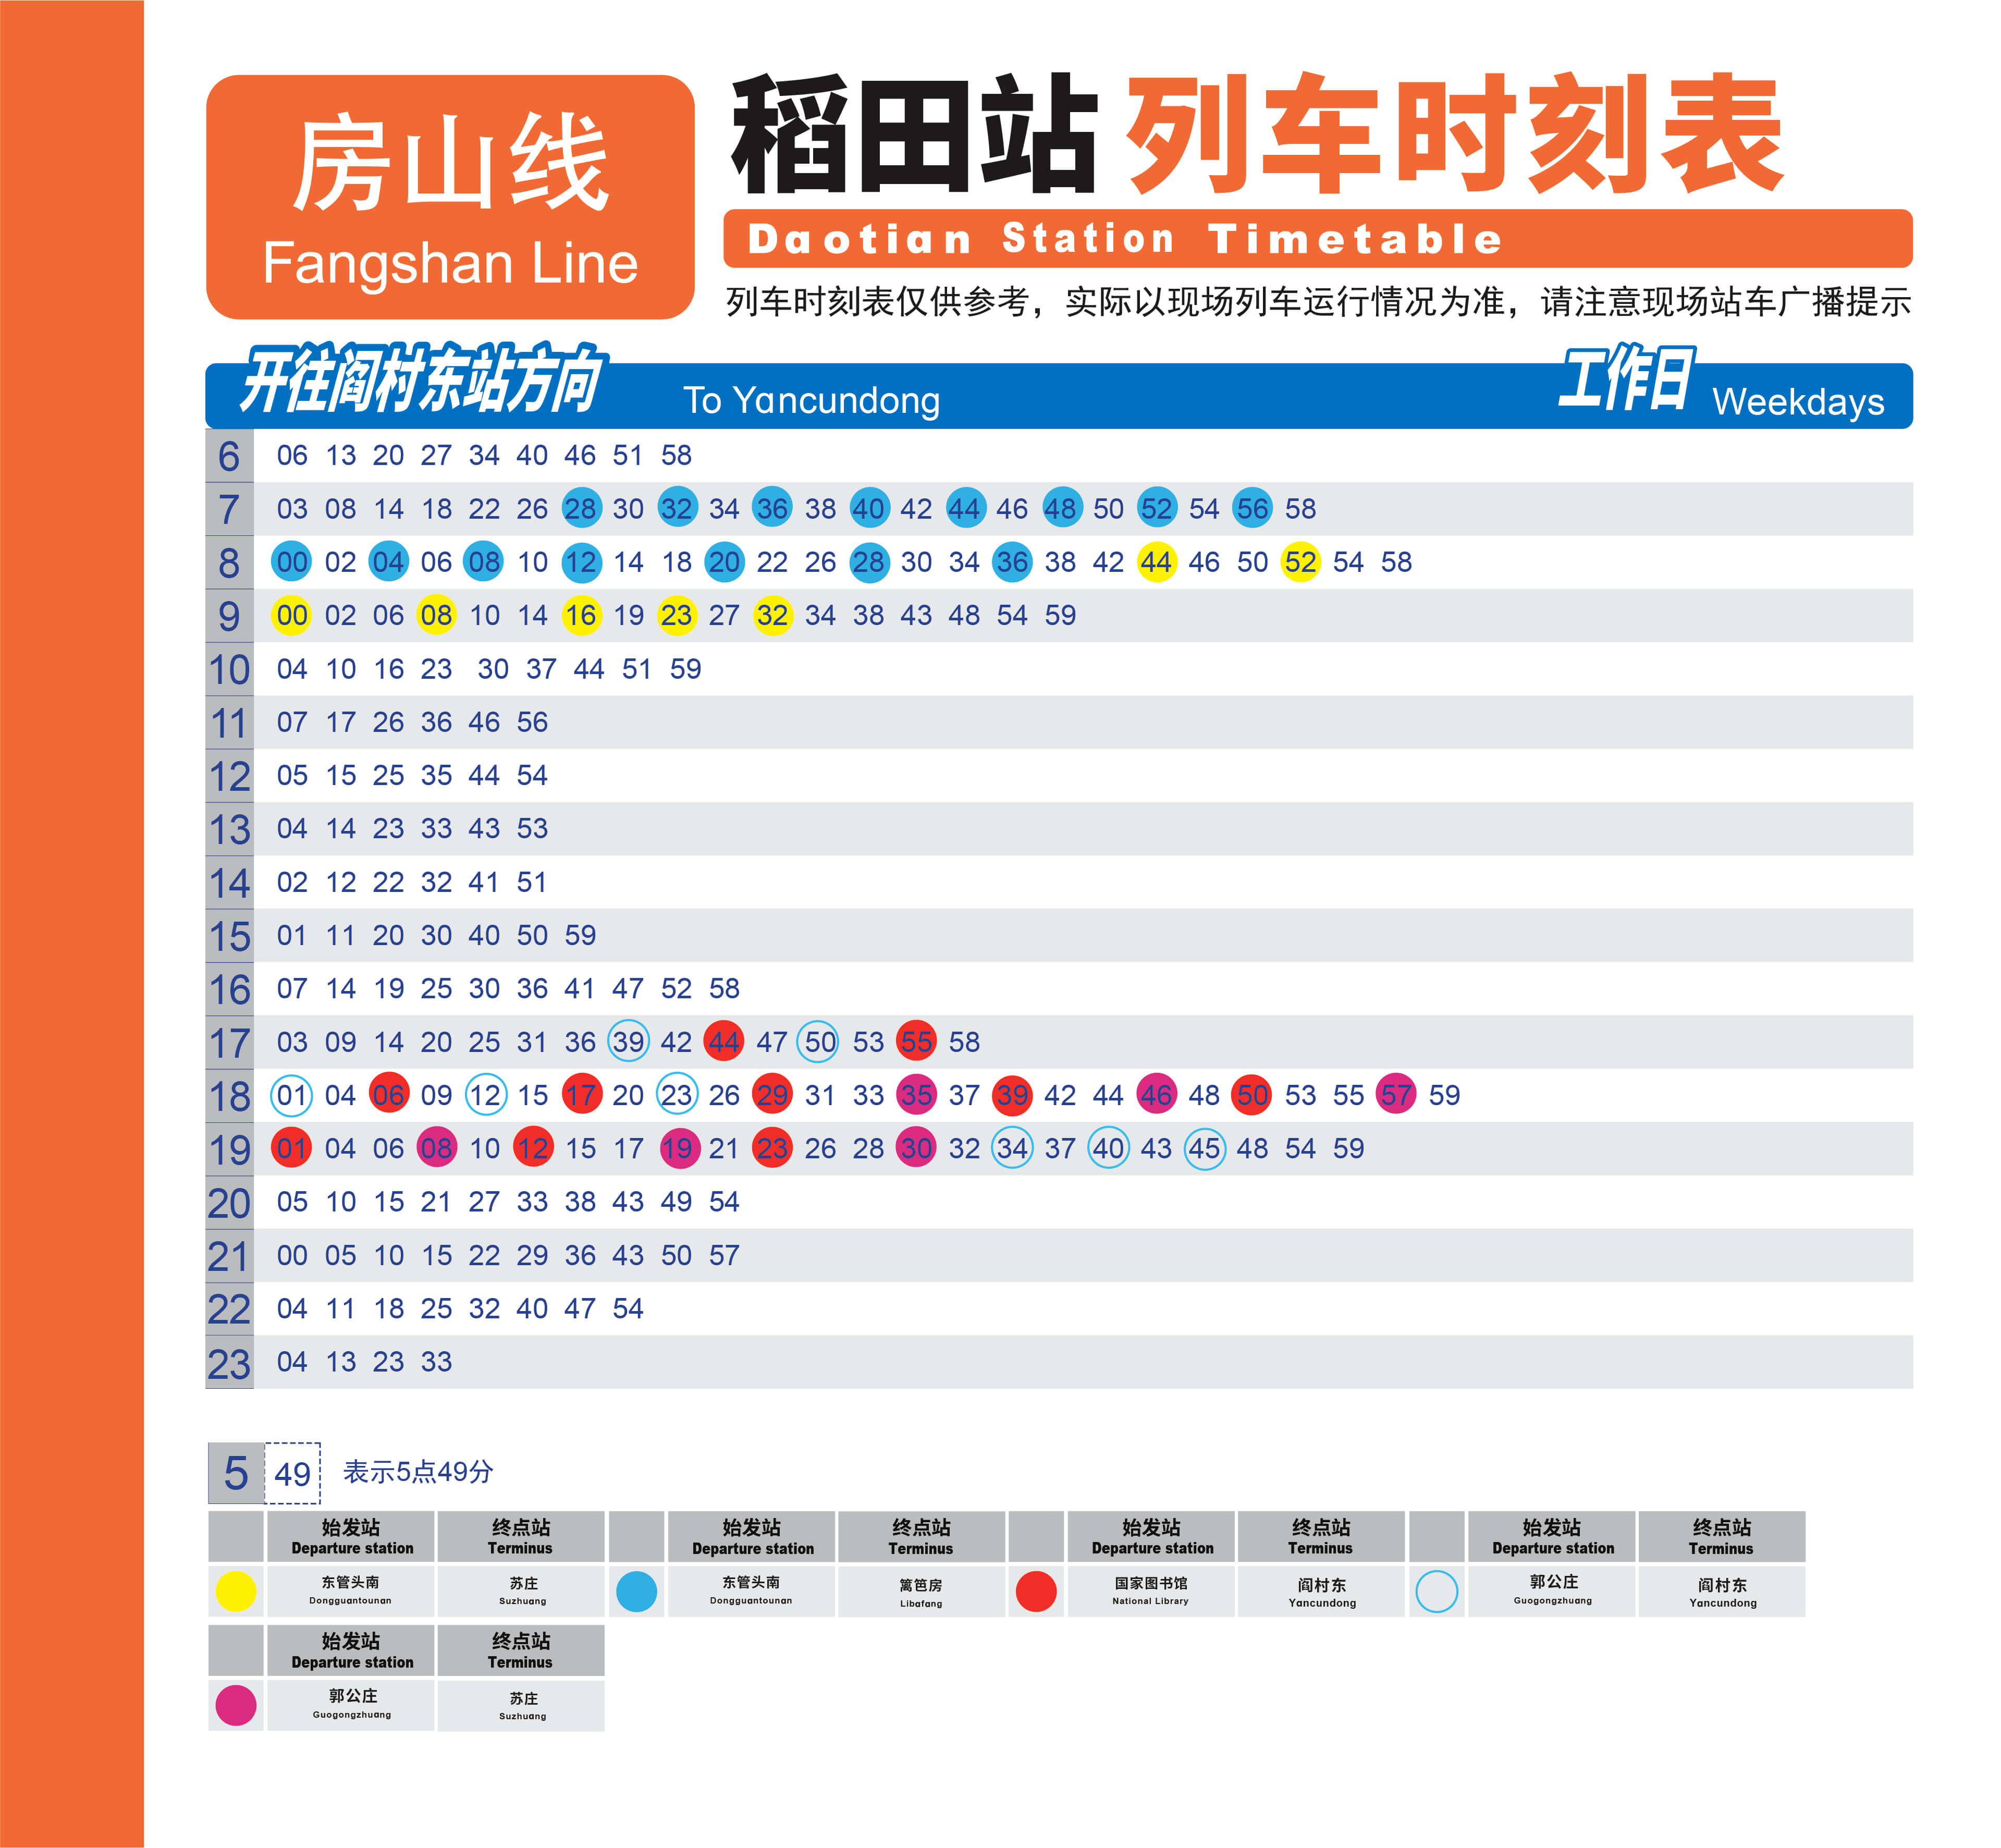 房山线
Fangshan Line
稻田站 列车时刻表
Daotian Station Timetable
列车时刻表仅供参考，实际以现场列车运行情况为准，请注意现场站车广播提示
开往阎村东站方向 To Yancundong 工作日 Weekdays
6 06 13 20 27 34 40 46 51 58
7 03 08 14 18 22 26 28 30 32 34 36 38 40 42 44 46 48 50 52 54 56 58
8 00 02 04 06 08 10 12 14 18 20 22 26 28 30 34 36 38 42 44 46 50 52 54 58
9 00 02 06 08 10 14 16 19 23 27 32 34 38 43 48 54 59
10 04 10 16 23 30 37 44 51 59
11 07 17 26 36 46 56
12 05 15 25 35 44 54
13 04 14 23 33 43 53
14 02 12 22 32 41 51
15 01 11 20 30 40 50 59
16 07 14 19 25 30 36 41 47 52 58
17 03 09 14 20 25 31 36 39 42 44 47 50 53 55 58
18 01 04 06 09 12 15 17 20 23 26 29 31 33 35 37 39 42 44 46 48 50 53 55 57 59
19 01 04 06 08 10 12 15 17 19 21 23 26 28 30 32 34 37 40 43 45 48 54 59
20 05 10 15 21 27 33 38 43 49 54
21 00 05 10 15 22 29 36 43 50 57
22 04 11 18 25 32 40 47 54
23 04 13 23 33
5 49 表示5点49分
始发站 终点站 始发站 终点站 始发站 终点站 始发站 终点站
Departure station Terminus Departure station Terminus Departure station Terminus Departure station Terminus
东管头南 苏庄 东管头南 篱笆房 国家图书馆 阎村东 郭公庄 阎村东
Dongguantounan Suzhuang Dongguantounan Libafang National Library Yancundong Guogongzhuang Yancundong
始发站 终点站
Departure station Terminus
郭公庄 苏庄
Guogongzhuang Suzhuang